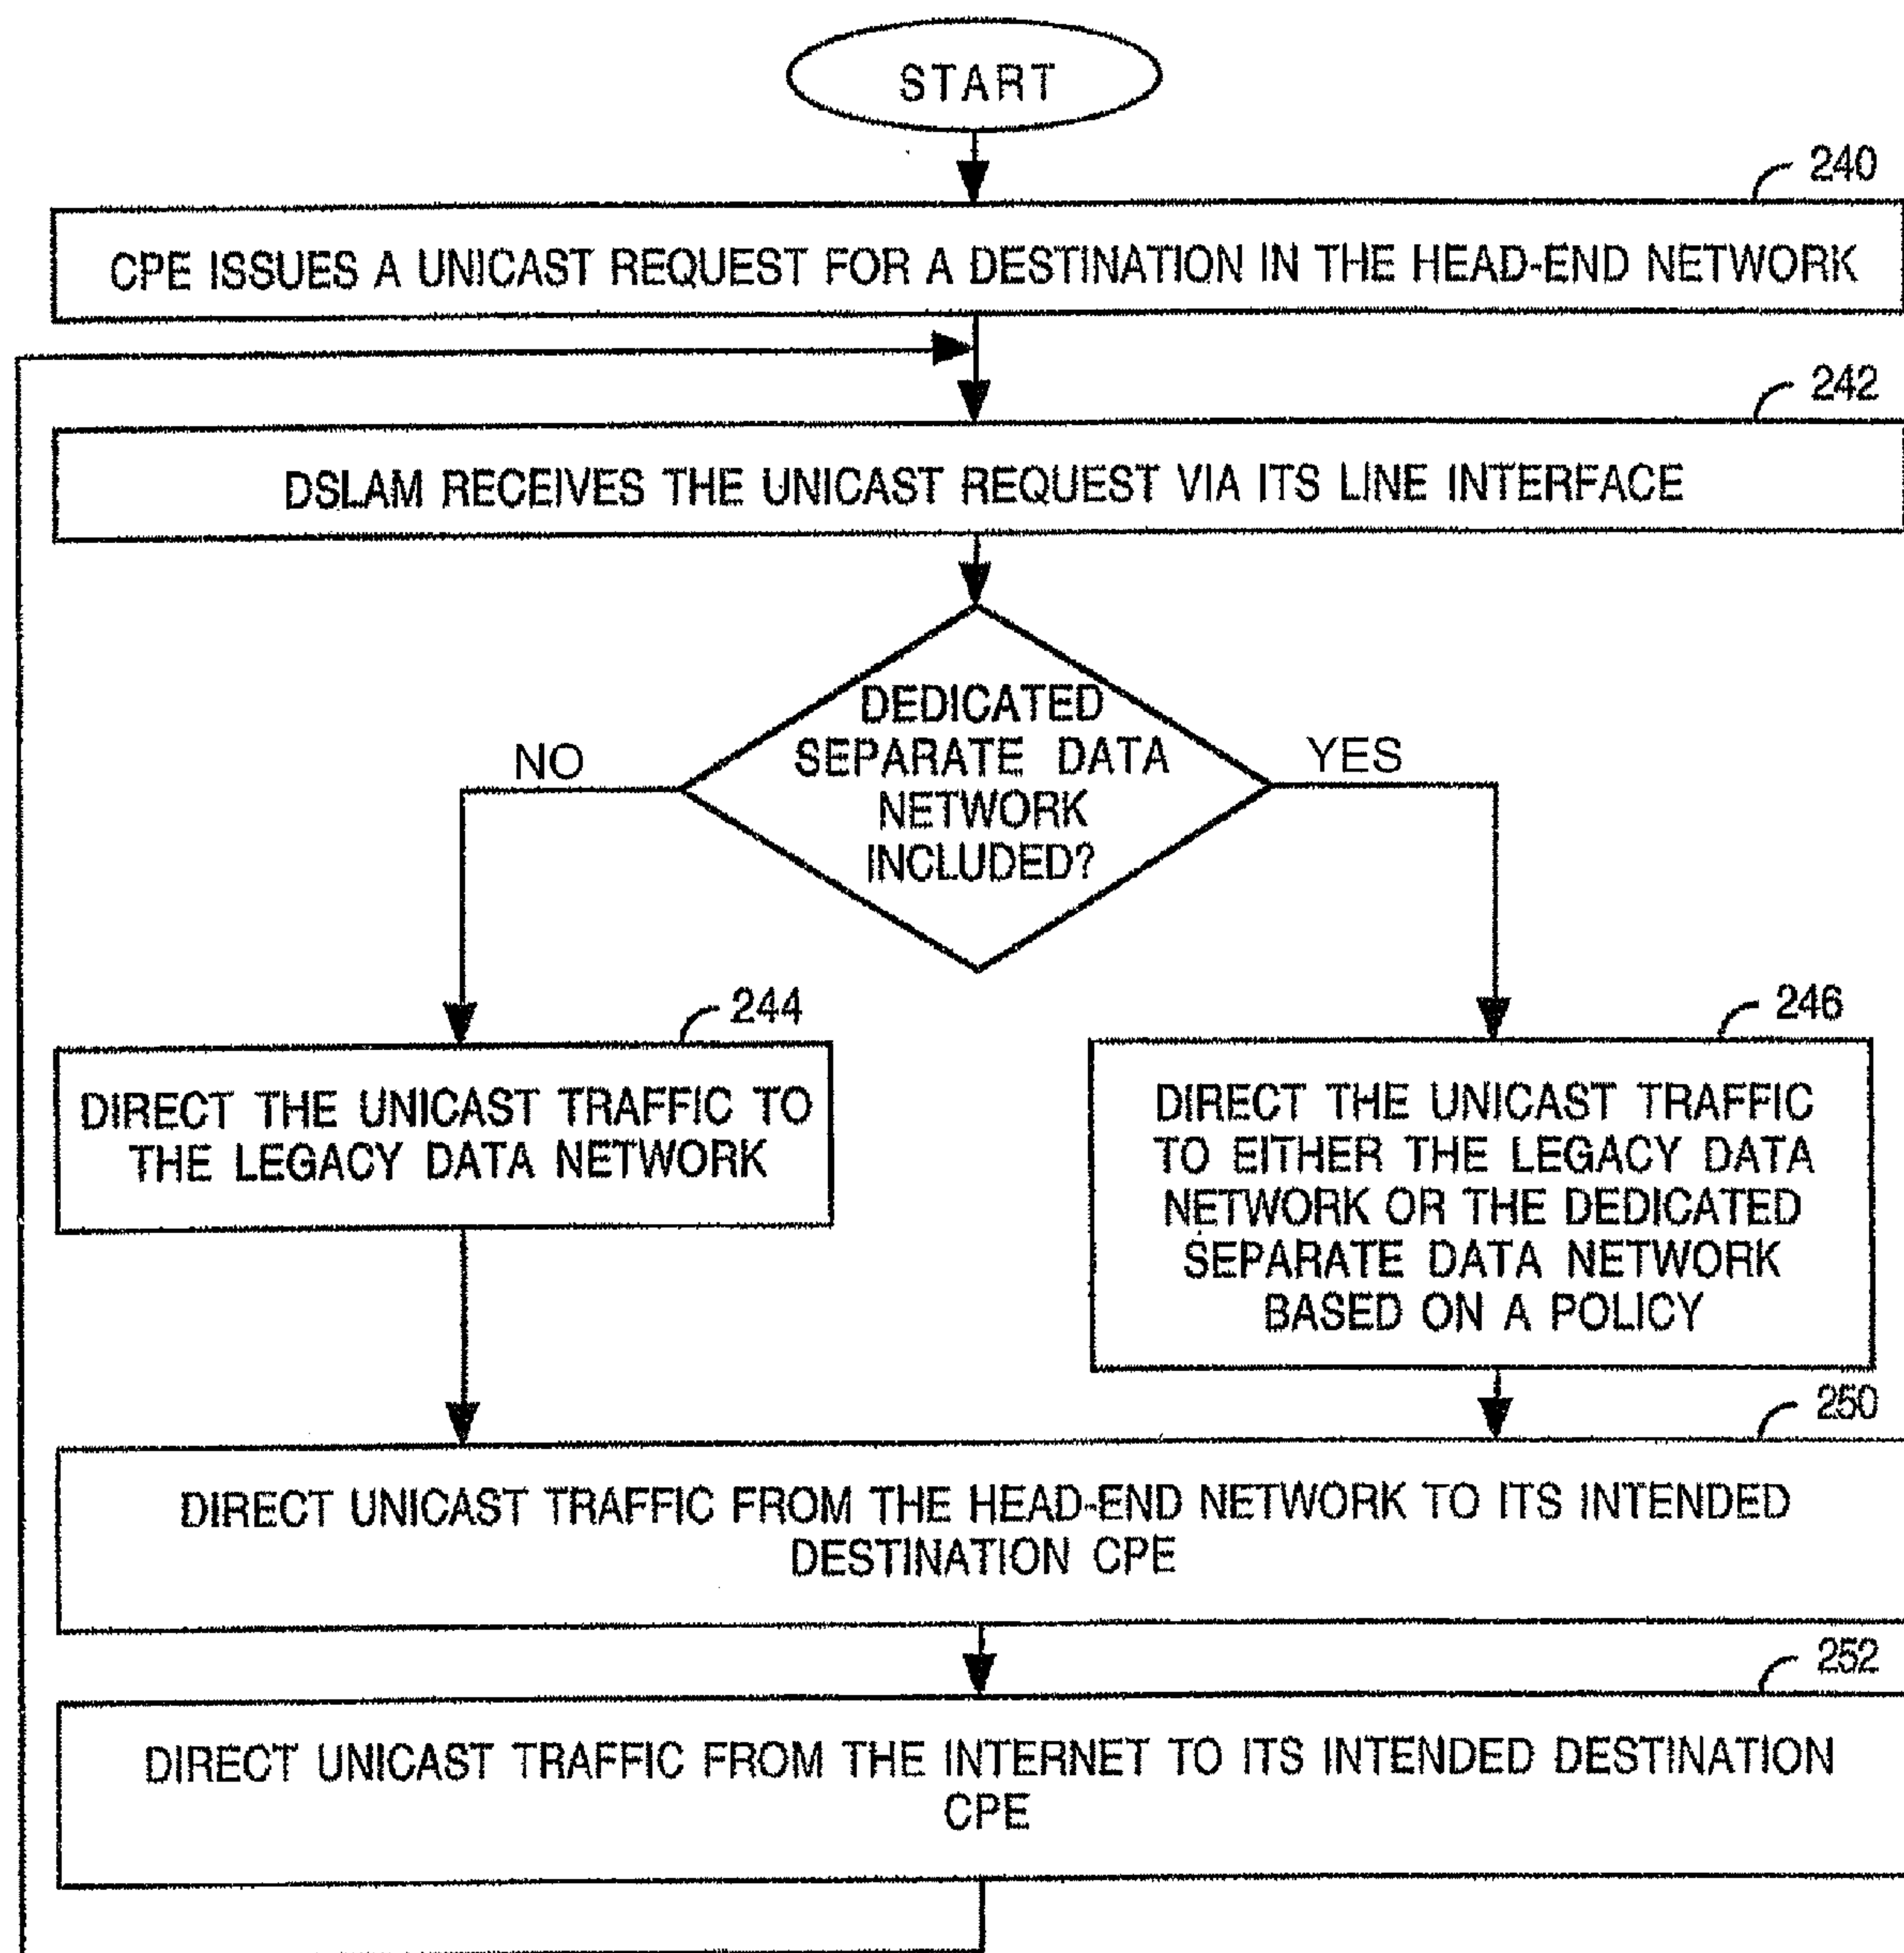 START
240
CPE ISSUES A UNICAST REQUEST FOR A DESTINATION IN THE HEAD-END NETWORK
242
DSLAM RECEIVES THE UNICAST REQUEST VIA ITS LINE INTERFACE
DEDICATED
SEPARATE DATA
NETWORK
INCLUDED?
NO
YES
244
DIRECT THE UNICAST TRAFFIC TO
THE LEGACY DATA NETWORK
246
DIRECT THE UNICAST TRAFFIC
TO EITHER THE LEGACY DATA
NETWORK OR THE DEDICATED
SEPARATE DATA NETWORK
BASED ON A POLICY
250
DIRECT UNICAST TRAFFIC FROM THE HEAD-END NETWORK TO ITS INTENDED
DESTINATION CPE
252
DIRECT UNICAST TRAFFIC FROM THE INTERNET TO ITS INTENDED DESTINATION
CPE